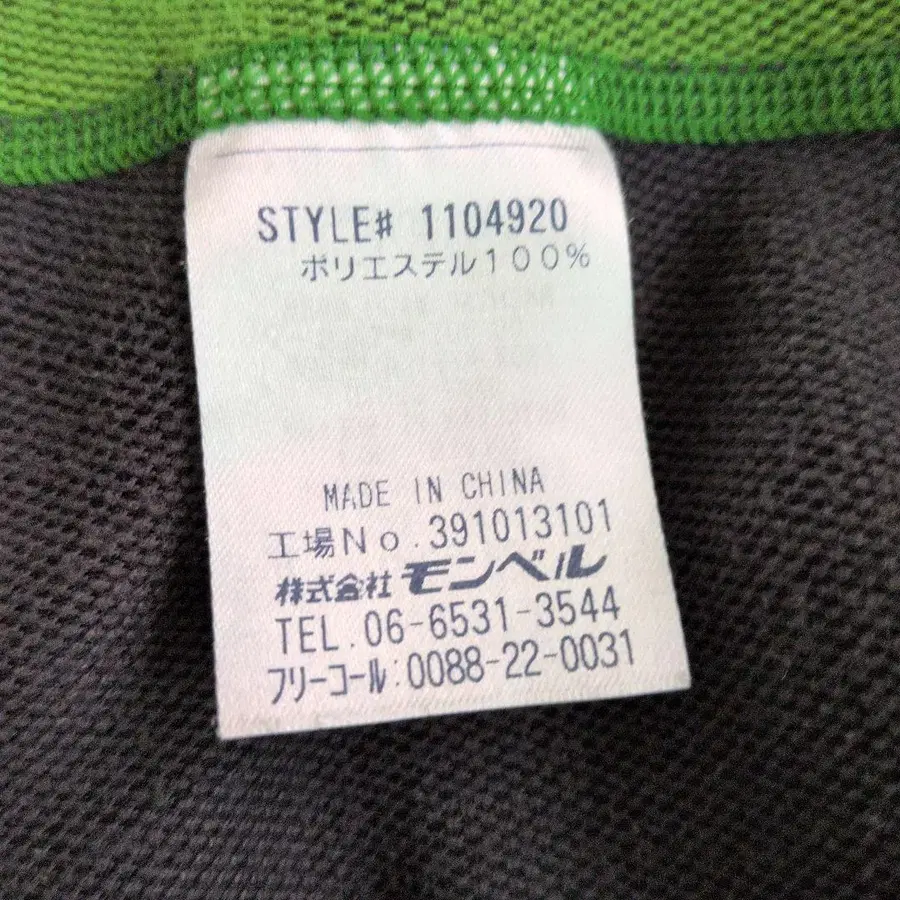 STYLE# 1104920
ポリエステル100%
MADE IN CHINA
工場No.391013101
株式会社 モンベル
TEL.06-6531-3544
フリーコール:0088-22-0031